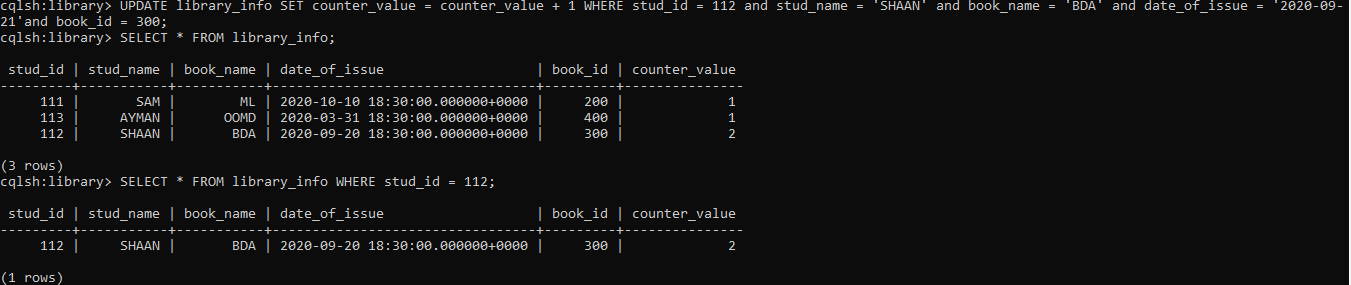 cqlsh:library> UPDATE library_info SET counter_value = counter_value + 1 WHERE stud_id = 112 and stud_name = 'SHAAN' and book_name = 'BDA' and date_of_issue = '2020-09-
21'and book_id = 300;
cqlsh:library> SELECT * FROM library_info;
 stud_id | stud_name | book_name | date_of_issue                   | book_id | counter_value
---------+-----------+-----------+---------------------------------+---------+---------------
     111 |       SAM |        ML | 2020-10-10 18:30:00.000000+0000 |     200 |             1
     113 |     AYMAN |      OOMD | 2020-03-31 18:30:00.000000+0000 |     400 |             1
     112 |     SHAAN |       BDA | 2020-09-20 18:30:00.000000+0000 |     300 |             2
(3 rows)
cqlsh:library> SELECT * FROM library_info WHERE stud_id = 112;
 stud_id | stud_name | book_name | date_of_issue                   | book_id | counter_value
---------+-----------+-----------+---------------------------------+---------+---------------
     112 |     SHAAN |       BDA | 2020-09-20 18:30:00.000000+0000 |     300 |             2
(1 rows)